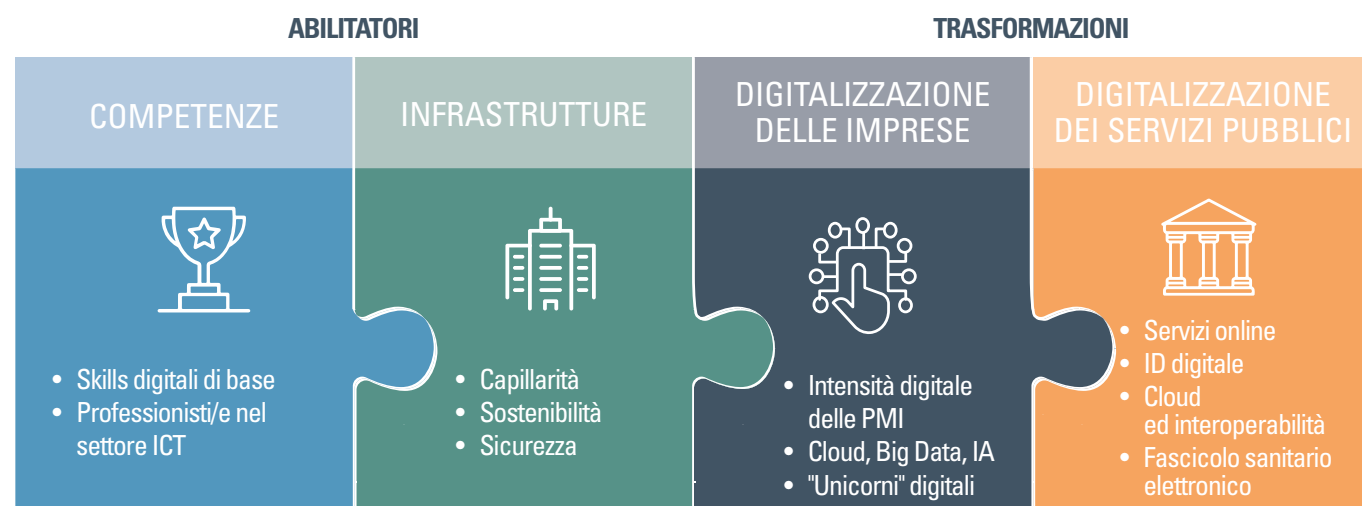 ABILITATORI
TRASFORMAZIONI
COMPETENZE
INFRASTRUTTURE
DIGITALIZZAZIONE
DELLE IMPRESE
DIGITALIZZAZIONE
DEI SERVIZI PUBBLICI
• Skills digitali di base
• Professionisti/e nel
settore ICT
• Capillarità
• Sostenibilità
• Sicurezza
• Intensità digitale
delle PMI
• Cloud, Big Data, IA
• "Unicorni" digitali
• Servizi online
• ID digitale
• Cloud
ed interoperabilità
• Fascicolo sanitario
elettronico